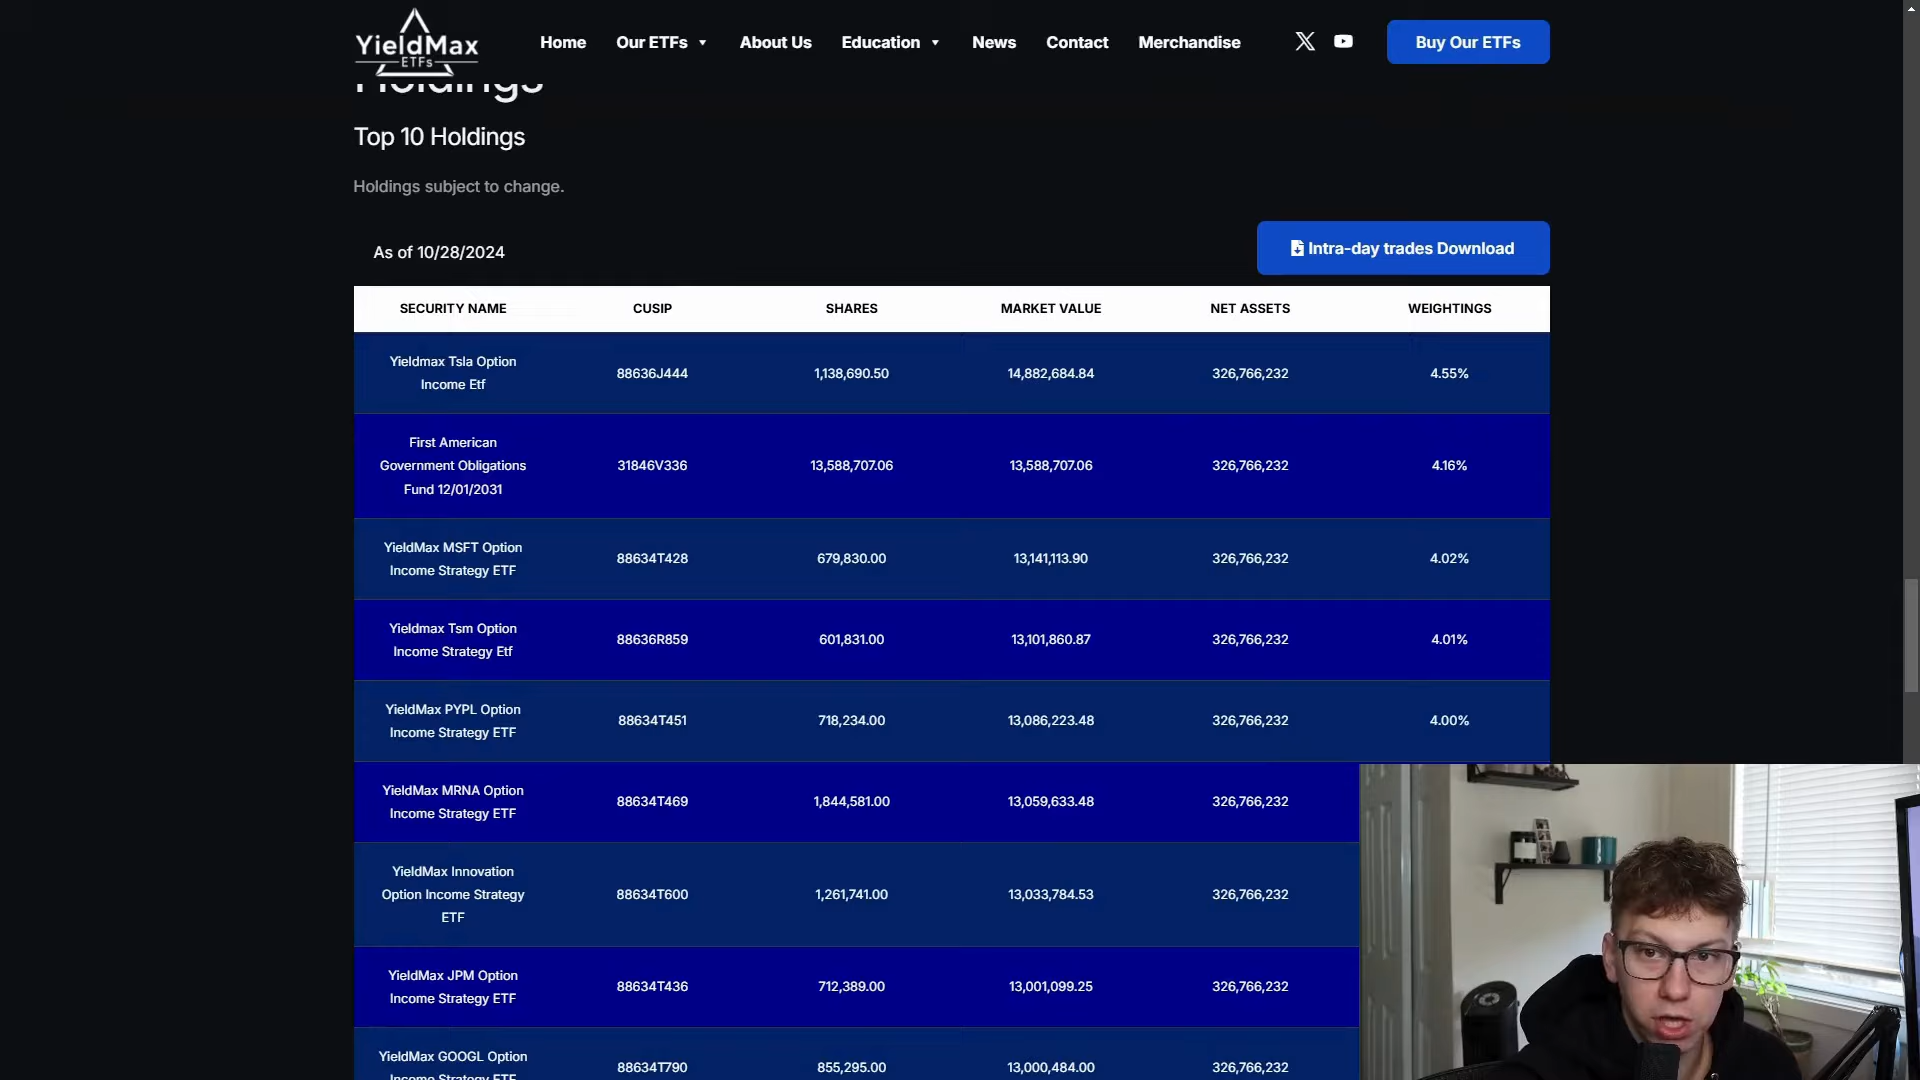 YieldMax
ETFs
Home
Our ETFs
About Us
Education
News
Contact
Merchandise
Buy Our ETFs
Holdings
Top 10 Holdings
Holdings subject to change.
As of 10/28/2024
Intra-day trades Download
SECURITY NAME CUSIP SHARES MARKET VALUE NET ASSETS WEIGHTINGS
Yieldmax Tsla Option
Income Etf
88636J444 1,138,690.50 14,882,684.84 326,766,232 4.55%
First American
Government Obligations
Fund 12/01/2031
31846V336 13,588,707.06 13,588,707.06 326,766,232 4.16%
YieldMax MSFT Option
Income Strategy ETF
88634T428 679,830.00 13,141,113.90 326,766,232 4.02%
Yieldmax Tsm Option
Income Strategy Etf
88636R859 601,831.00 13,101,860.87 326,766,232 4.01%
YieldMax PYPL Option
Income Strategy ETF
88634T451 718,234.00 13,086,223.48 326,766,232 4.00%
YieldMax MRNA Option
Income Strategy ETF
88634T469 1,844,581.00 13,059,633.48 326,766,232
YieldMax Innovation
Option Income Strategy
ETF
88634T600 1,261,741.00 13,033,784.53 326,766,232
YieldMax JPM Option
Income Strategy ETF
88634T436 712,389.00 13,001,099.25 326,766,232
YieldMax GOOGL Option
Income Strategy ETF
88634T790 855,295.00 13,000,484.00 326,766,232